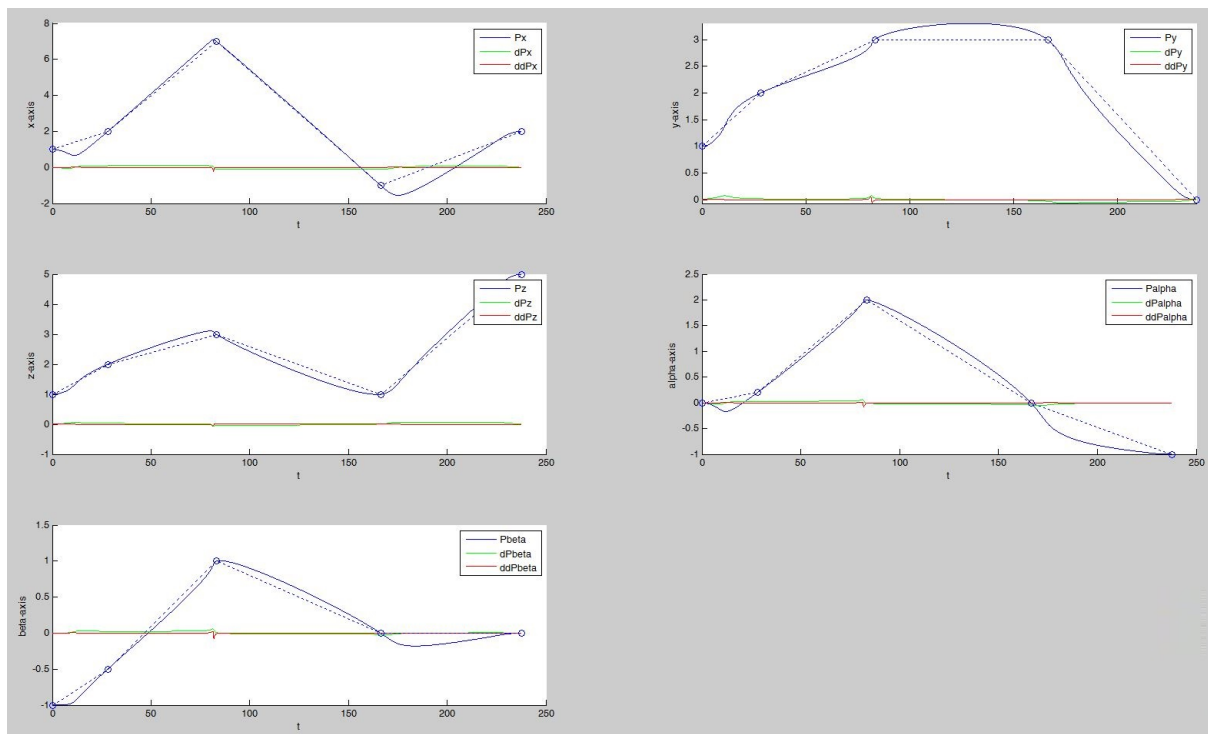 8
6
4
2
0
-2
x-axis
0
50
100
150
200
250
t
Px
dPx
ddPx
3
2.5
2
1.5
1
0.5
0
y-axis
0
50
100
150
200
t
Py
dPy
ddPy
5
4
3
2
1
0
-1
z-axis
0
50
100
150
200
250
t
Pz
dPz
ddPz
2.5
2
1.5
1
0.5
0
-0.5
-1
alpha-axis
0
50
100
150
200
250
t
Palpha
dPalpha
ddPalpha
1.5
1
0.5
0
-0.5
-1
beta-axis
0
50
100
150
200
250
t
Pbeta
dPbeta
ddPbeta